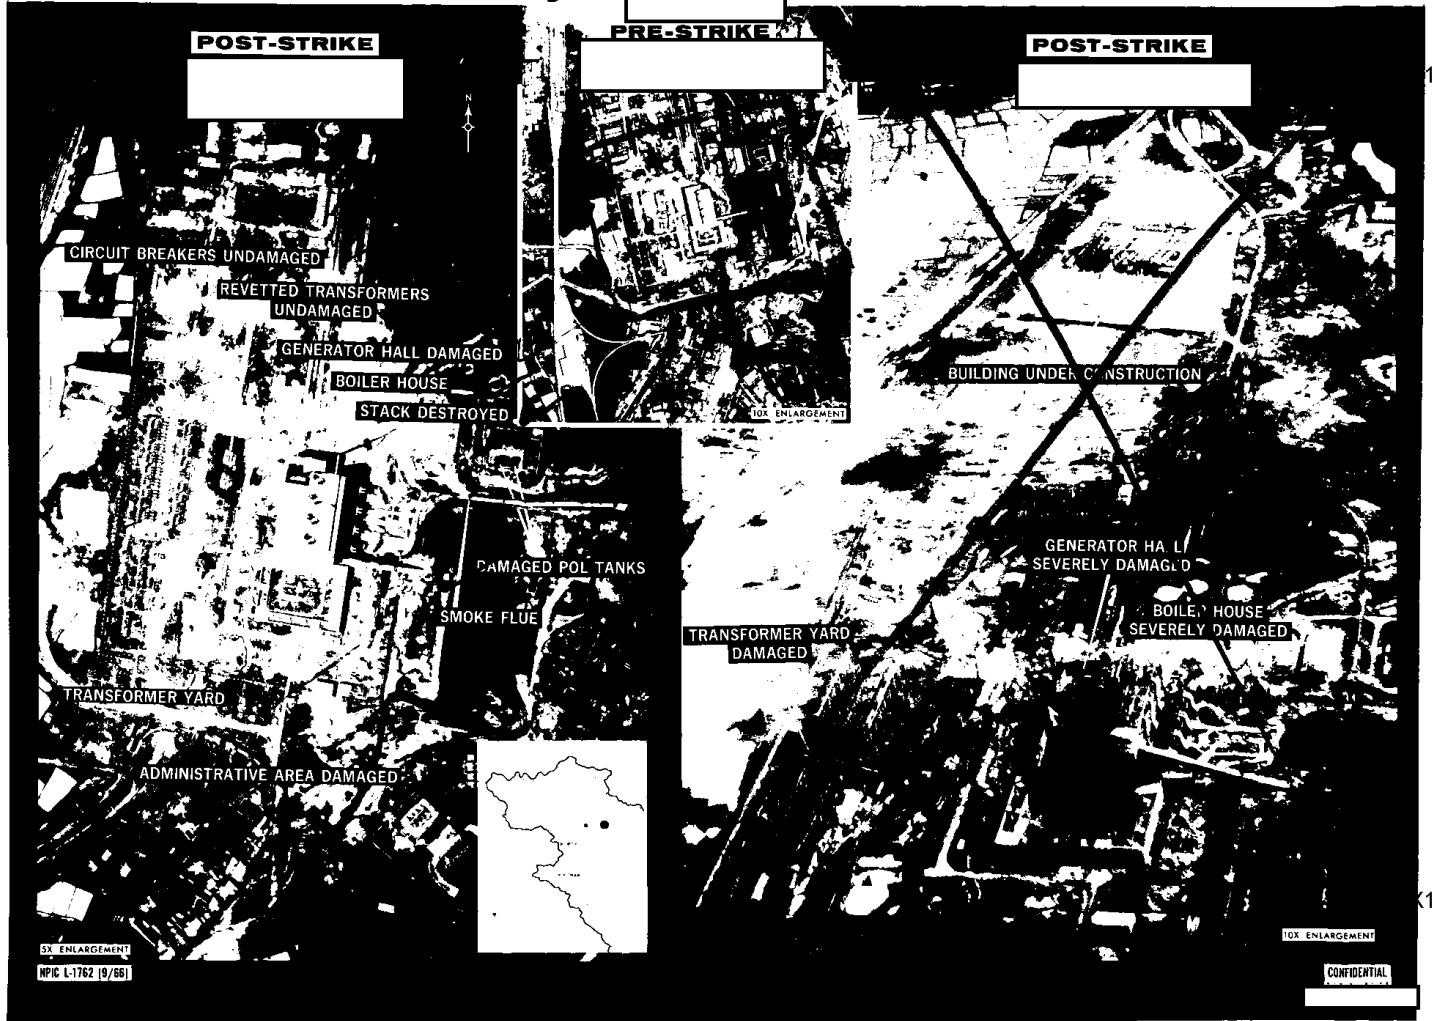 POST-STRIKE
PRE-STRIKE
POST-STRIKE
N
CIRCUIT BREAKERS UNDAMAGED
REVETTED TRANSFORMERS
UNDAMAGED
GENERATOR HALL DAMAGED
BOILER HOUSE
STACK DESTROYED
DAMAGED POL TANKS
SMOKE FLUE
TRANSFORMER YARD
ADMINISTRATIVE AREA DAMAGED
5X ENLARGEMENT
NPIC L-1762 (9/66)
10X ENLARGEMENT
BUILDING UNDER CONSTRUCTION
GENERATOR HALL
SEVERELY DAMAGED
BOILER HOUSE
SEVERELY DAMAGED
TRANSFORMER YARD
DAMAGED
10X ENLARGEMENT
CONFIDENTIAL
1
X1